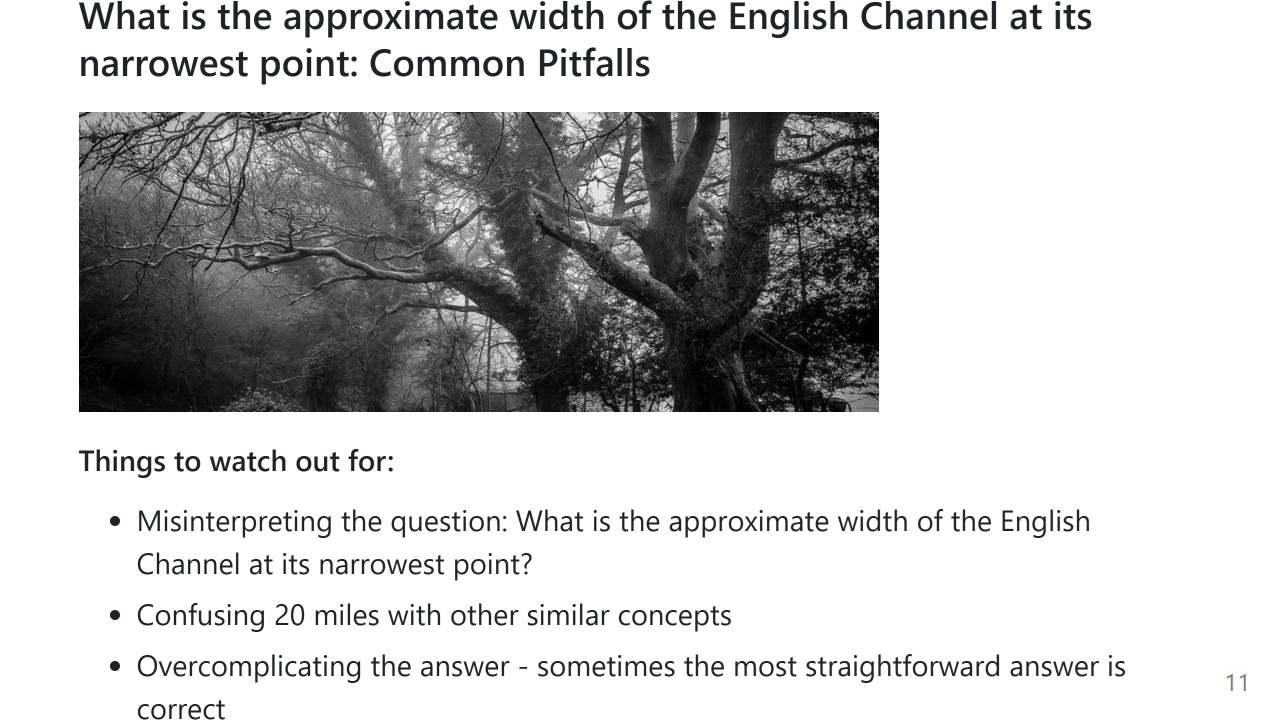 What is the approximate width of the English Channel at its
narrowest point: Common Pitfalls
Things to watch out for:
Misinterpreting the question: What is the approximate width of the English
Channel at its narrowest point?
Confusing 20 miles with other similar concepts
Overcomplicating the answer - sometimes the most straightforward answer is
correct
11